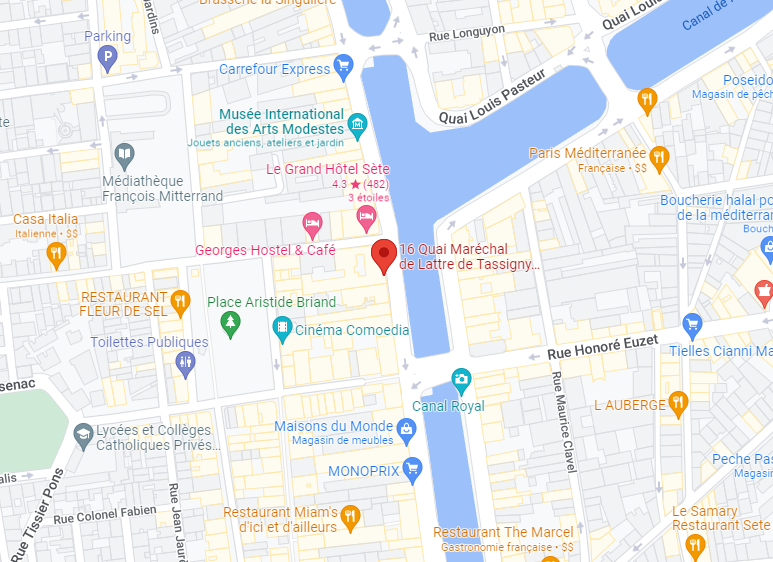 Brasserie la Singulière
Quai Louis
Canal de
Parking
Rue Longuyon
P
Carrefour Express
Quai Louis Pasteur
Poseido
Magasin de pêch
Musée International
des Arts Modestes
Jouets anciens, ateliers et jardin
Paris Méditerranée
Française • $$
Le Grand Hôtel Sète
4.3 ★ (482)
3 étoiles
Médiathèque
François Mitterrand
Boucherie halal po
de la méditerran
Bouch
Casa Italia
Italienne • $$
Georges Hostel & Café
16 Quai Maréchal
de Lattre de Tassigny...
RESTAURANT
FLEUR DE SEL
Place Aristide Briand
Cinéma Comoedia
Toilettes Publiques
Rue Honoré Euzet
Tielles Cianni Ma
senac
Canal Royal
Rue Maurice Clavel
L AUBERGE
Lycées et Collèges
Catholiques Privés...
Maisons du Monde
Magasin de meubles
MONOPRIX
Peche Pas
Magasin
alis
Rue Tissier Pons
Rue Colonel Fabien
Rue Jean Jaurè
Restaurant Miam's
d'ici et d'ailleurs
Le Samary
Restaurant Sete
Restaurant The Marcel
Gastronomie française • $$